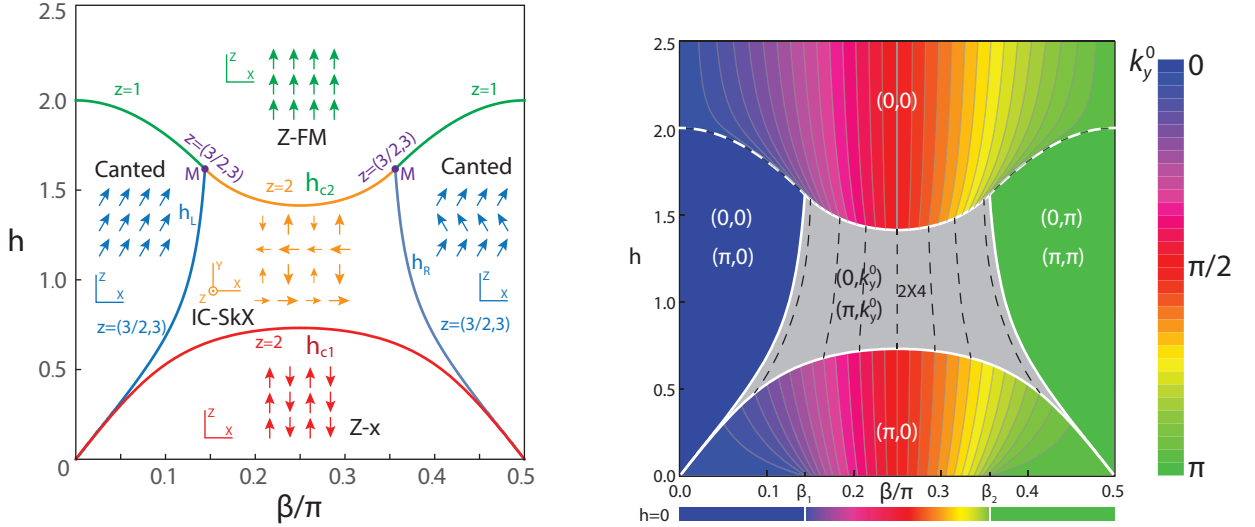 2.5
2.0
1.5
1.0
0.5
0
h
0
0.1
0.2
0.3
0.4
0.5
β/π
z=1
z=1
Z
X
Z-FM
z=(3/2,3)
z=(3/2,3)
M
M
Canted
Canted
z=2
h_c2
h_L
h_R
Z
X
Z
X
Y
X
Z
IC-SkX
z=(3/2,3)
z=(3/2,3)
z=2
h_c1
Z
X
Z-x
2.5
2.0
1.5
1.0
0.5
0.0
h
(0,0)
(0,0)
(π,0)
(0,π)
(π,π)
(0,k_y^0)
(π,k_y^0)
2X4
(π,0)
0.0
0.1
β_1
0.2
β/π
0.3
β_2
0.4
0.5
h=0
k_y^0
0
π/2
π